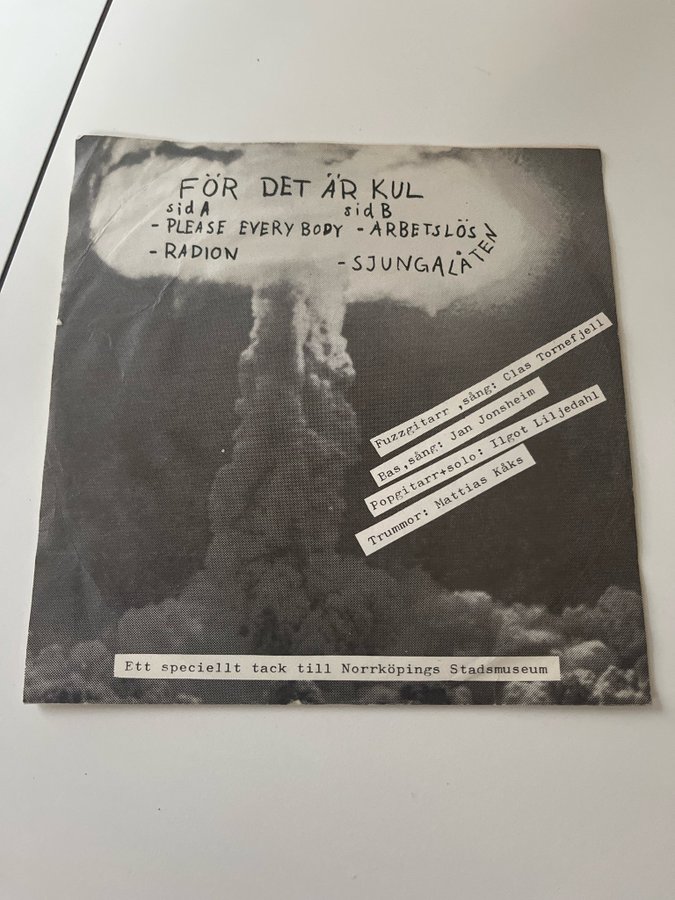 FÖR DET ÄR KUL
sid A
- PLEASE EVERY BODY
- RADION
sid B
- ARBETSLÖS
- SJUNGALÅTEN
Fuzzgitarr ,sång: Clas Tornefjell
Bas,sång: Jan Jonsheim
Popgitarr+solo: Ilgot Liljedahl
Trummor: Mattias Kåks
Ett speciellt tack till Norrköpings Stadsmuseum